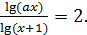 lg(ax)/lg(x+1) = 2.